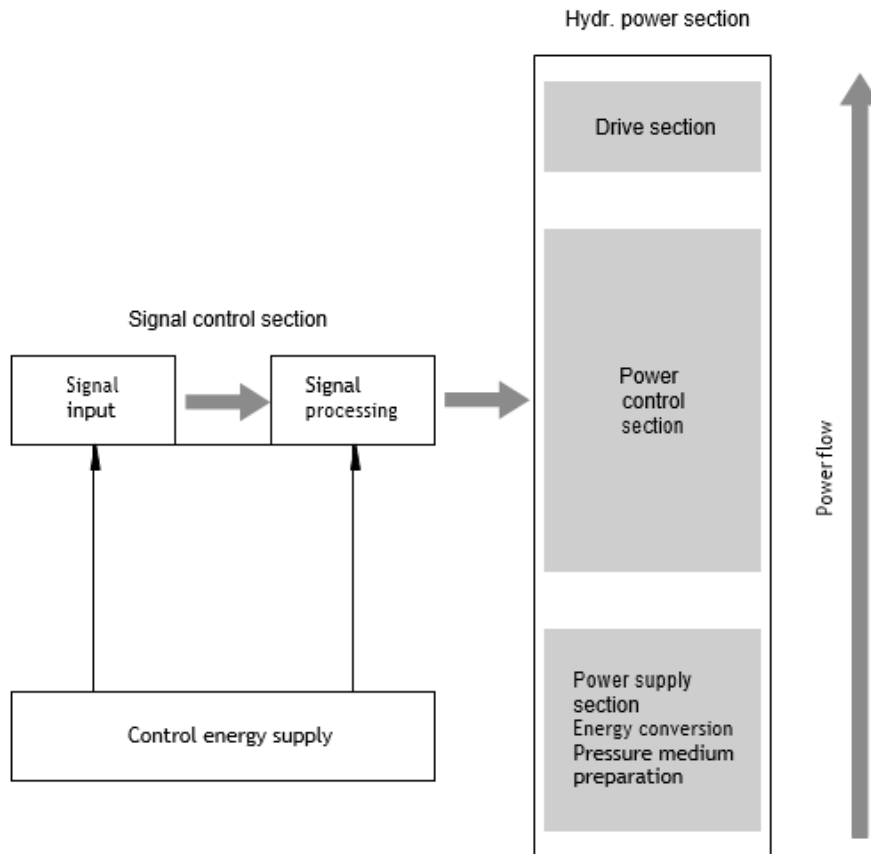 Hydr. power section
Drive section
Signal control section
Signal
input
Signal
processing
Power
control
section
Power flow
Control energy supply
Power supply
section
Energy conversion
Pressure medium
preparation